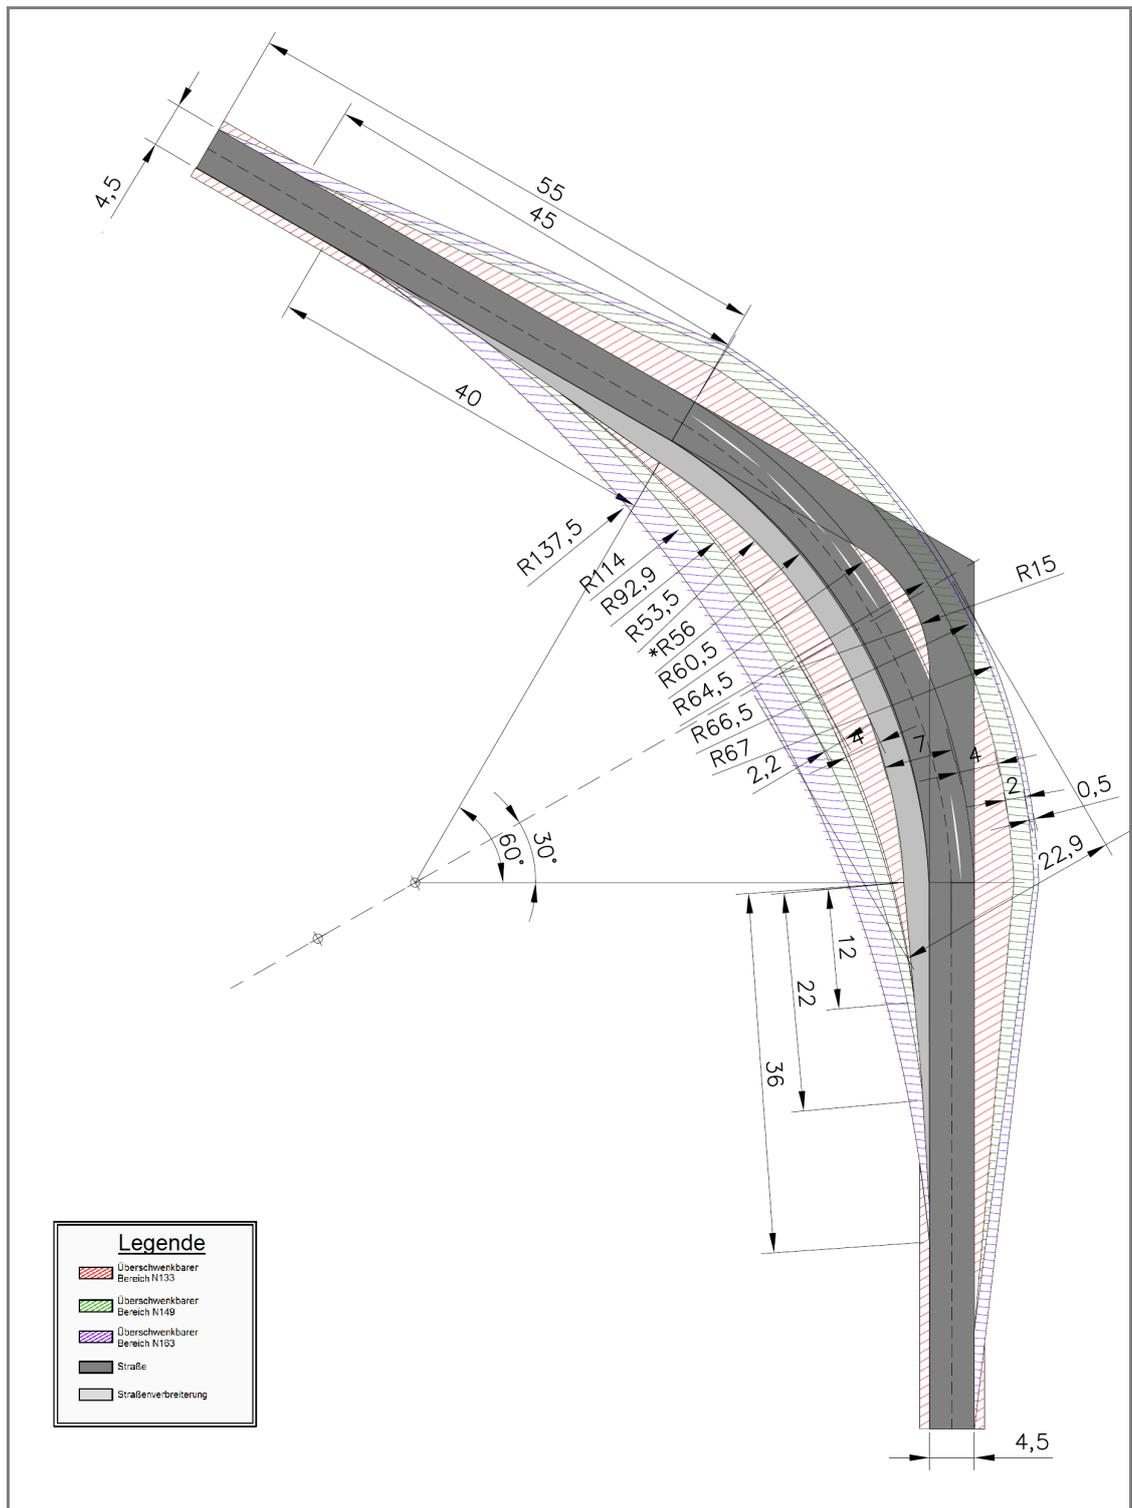 55
45
4,5
40
R137,5
R114
R92,9
R53,5
*R56
R60,5
R64,5
R66,5
R67
2,2
R15
4
7
4
2
0,5
22,9
60°
30°
12
22
36
4,5
Legende
Überschwenkbarer
Bereich N133
Überschwenkbarer
Bereich N149
Überschwenkbarer
Bereich N163
Straße
Straßenverbreiterung